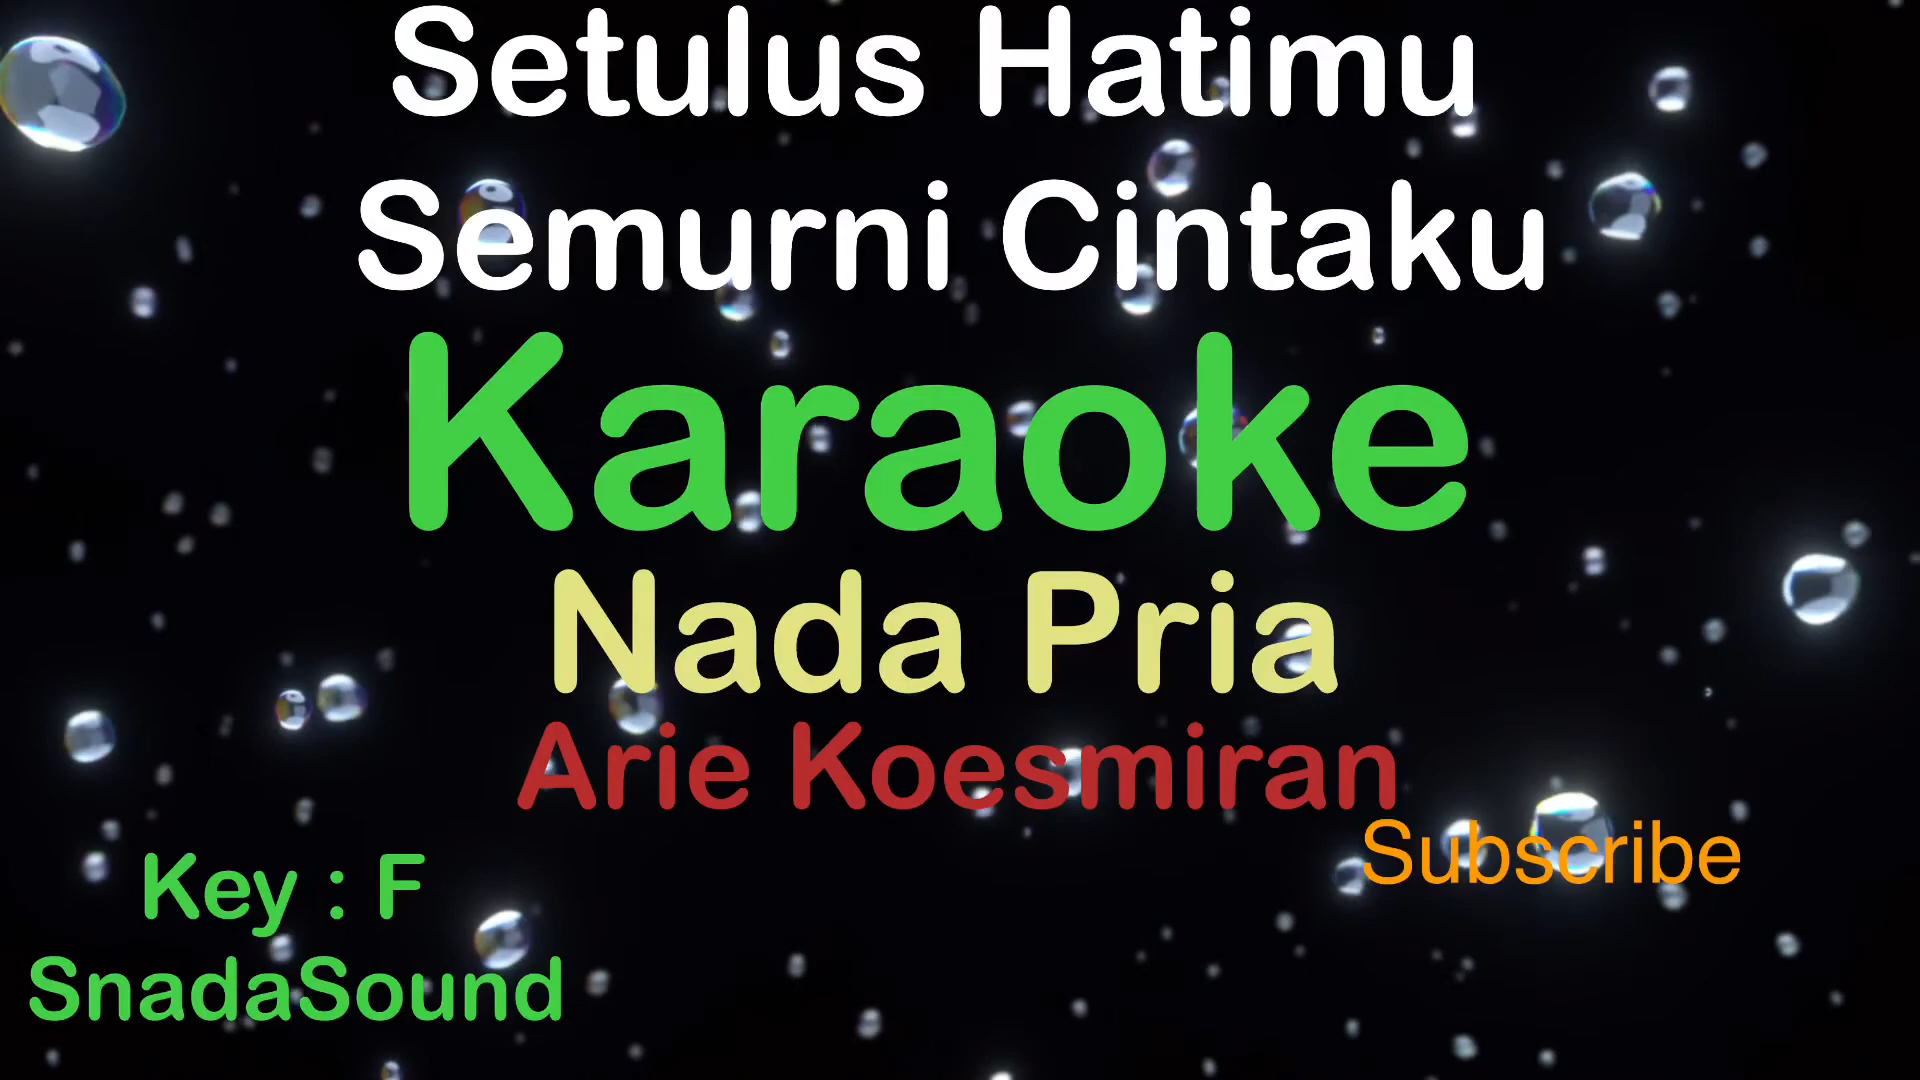 Setulus Hatimu
Semurni Cintaku
Karaoke
Nada Pria
Arie Koesmiran
Subscribe
Key : F
SnadaSound